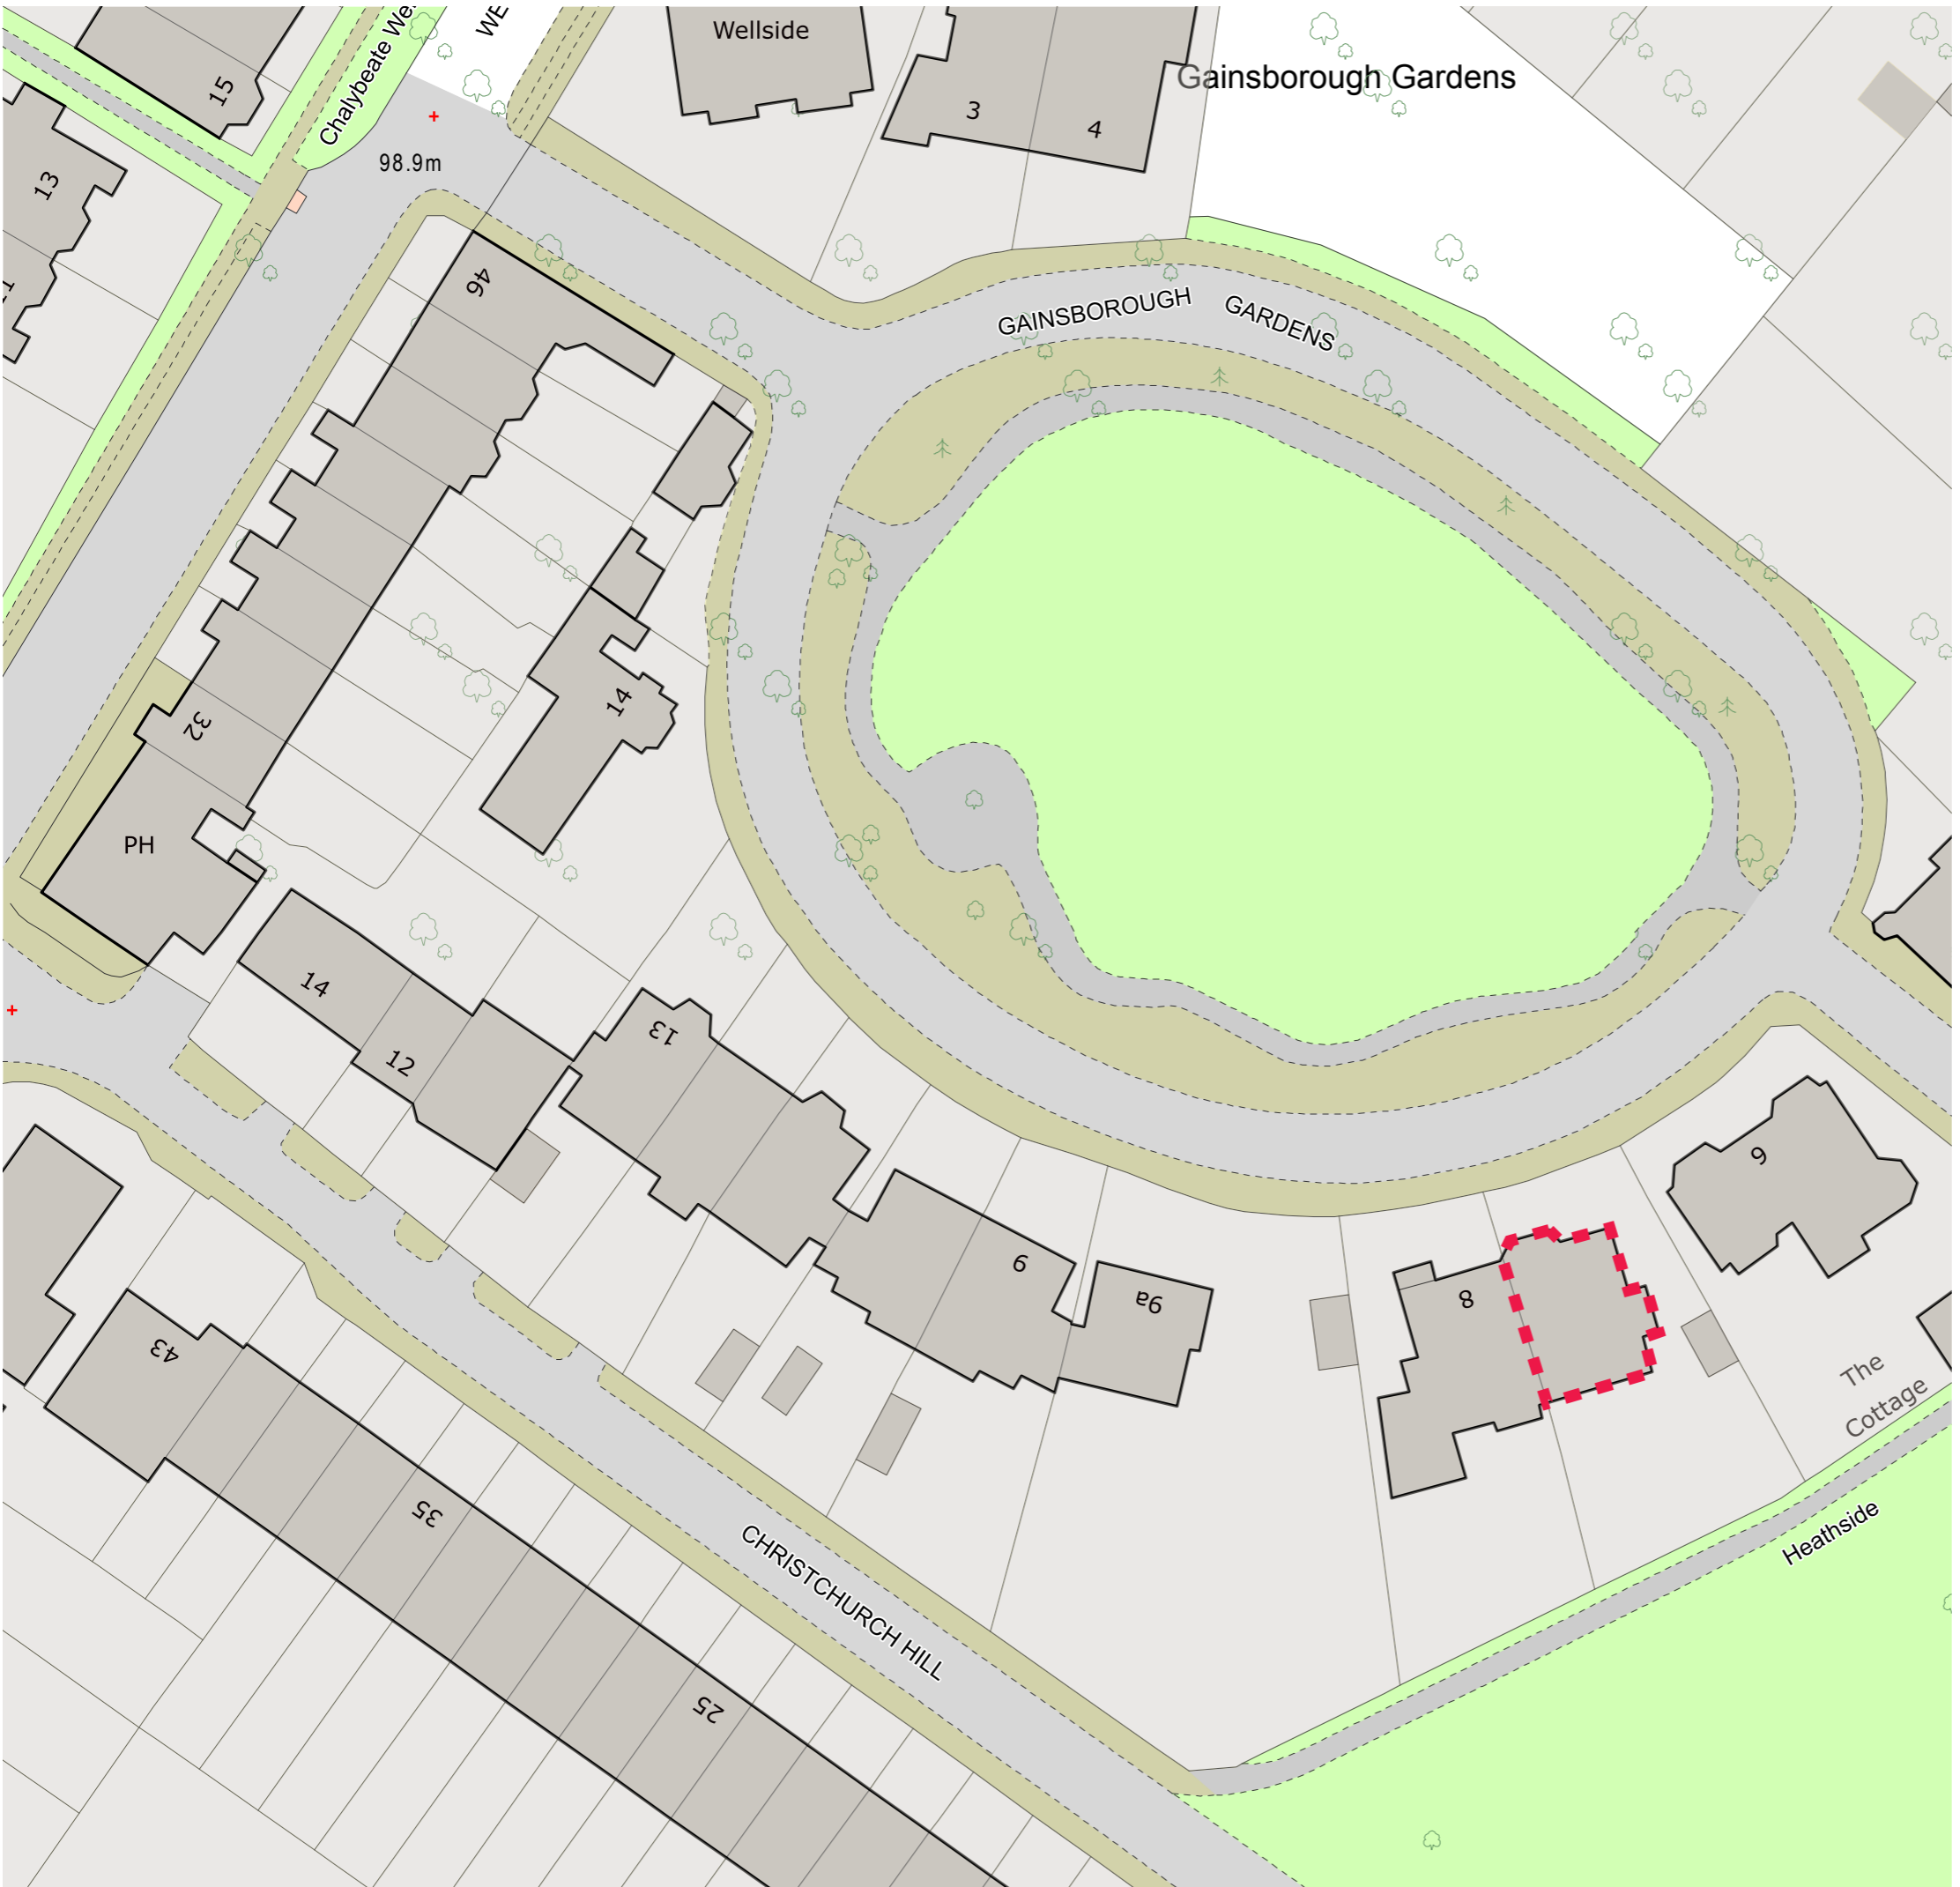 WE
Chalybeate We
Wellside
15
3
4
Gainsborough Gardens
98.9m
13
46
GAINSBOROUGH GARDENS
14
32
PH
14
12
13
9
9a
8
6
43
35
25
The
Cottage
Heathside
CHRISTCHURCH HILL